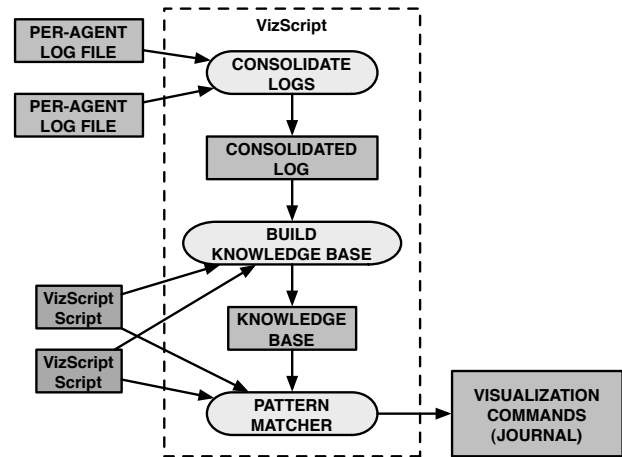 VizScript
PER-AGENT
LOG FILE
CONSOLIDATE
LOGS
PER-AGENT
LOG FILE
CONSOLIDATED
LOG
BUILD
KNOWLEDGE BASE
VizScript
Script
KNOWLEDGE
BASE
VizScript
Script
PATTERN
MATCHER
VISUALIZATION
COMMANDS
(JOURNAL)